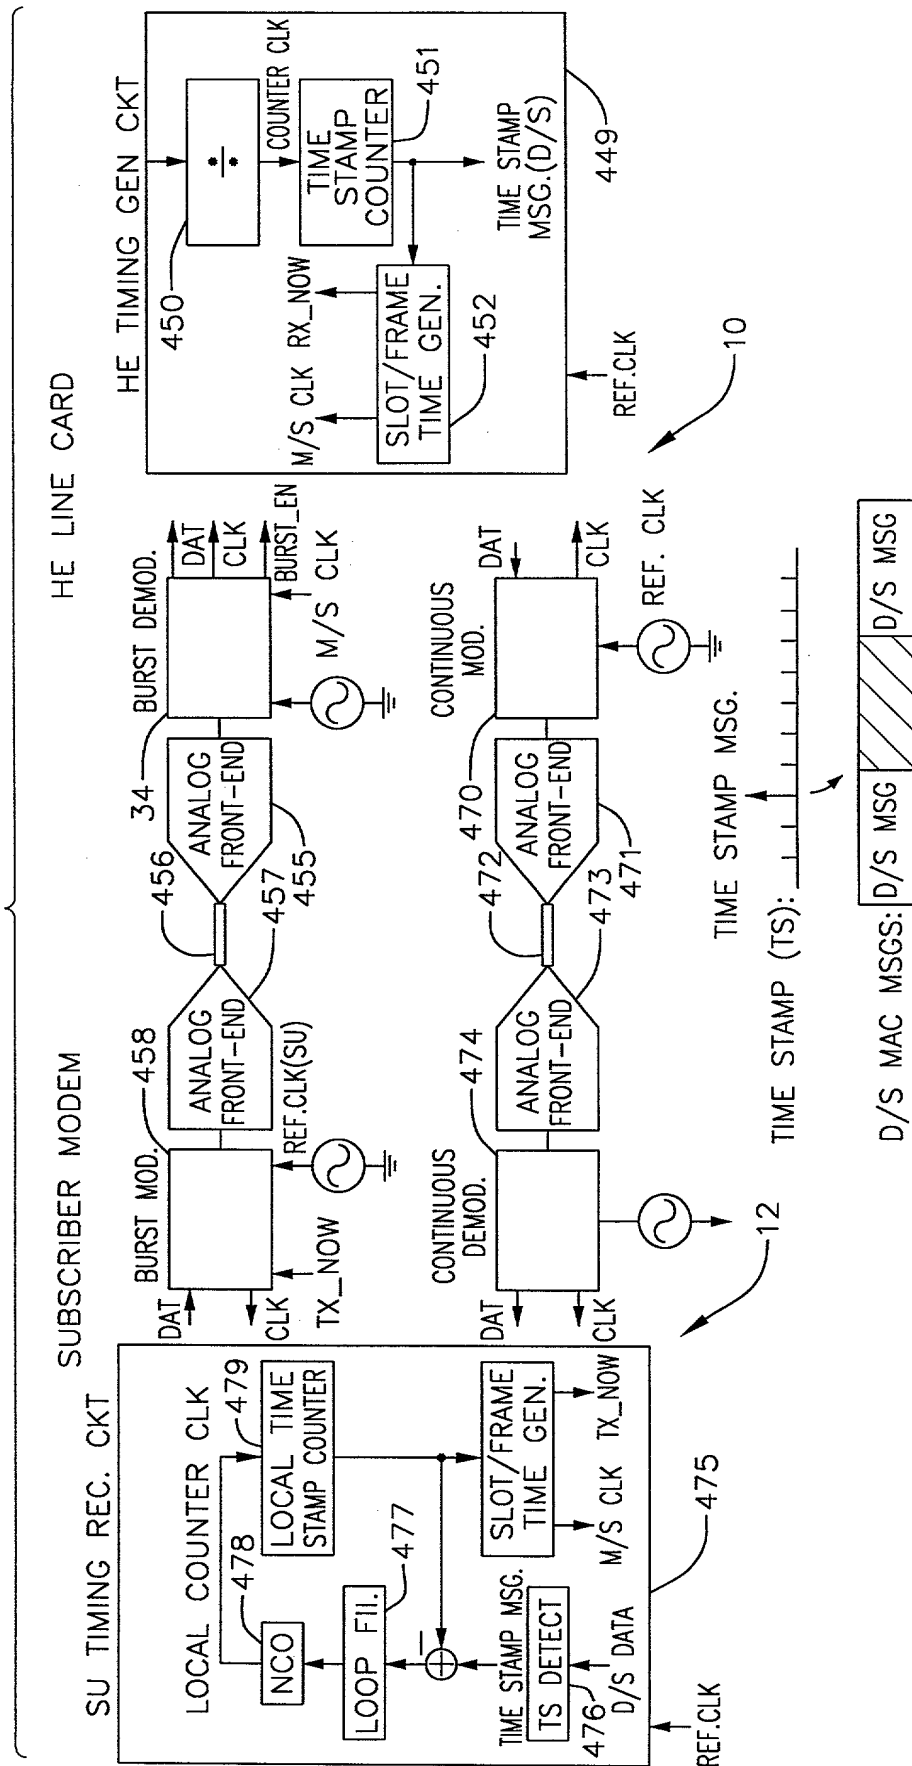 SUBSCRIBER MODEM
HE LINE CARD
SU TIMING REC. CKT
LOCAL COUNTER CLK
478
479
NCO
LOCAL TIME
STAMP COUNTER
LOOP FIl.
477
–
+
TIME STAMP MSG.
TS DETECT
476
D/S DATA
SLOT/FRAME
TIME GEN.
M/S CLK
TX_NOW
475
REF.CLK
12
BURST MOD.
458
DAT
CLK
TX_NOW
REF.CLK(SU)
ANALOG
FRONT-END
457
456
ANALOG
FRONT-END
455
34
BURST DEMOD.
DAT
CLK
BURST_EN
M/S CLK
CONTINUOUS
DEMOD.
474
DAT
CLK
ANALOG
FRONT-END
473
472
ANALOG
FRONT-END
471
470
CONTINUOUS
MOD.
DAT
CLK
REF. CLK
HE TIMING GEN CKT
450
÷
COUNTER CLK
TIME
STAMP
COUNTER
451
M/S CLK
RX_NOW
SLOT/FRAME
TIME GEN.
452
TIME STAMP
MSG.(D/S)
449
REF.CLK
10
TIME STAMP MSG.
TIME STAMP (TS):
D/S MAC MSGS:
D/S MSG
D/S MSG